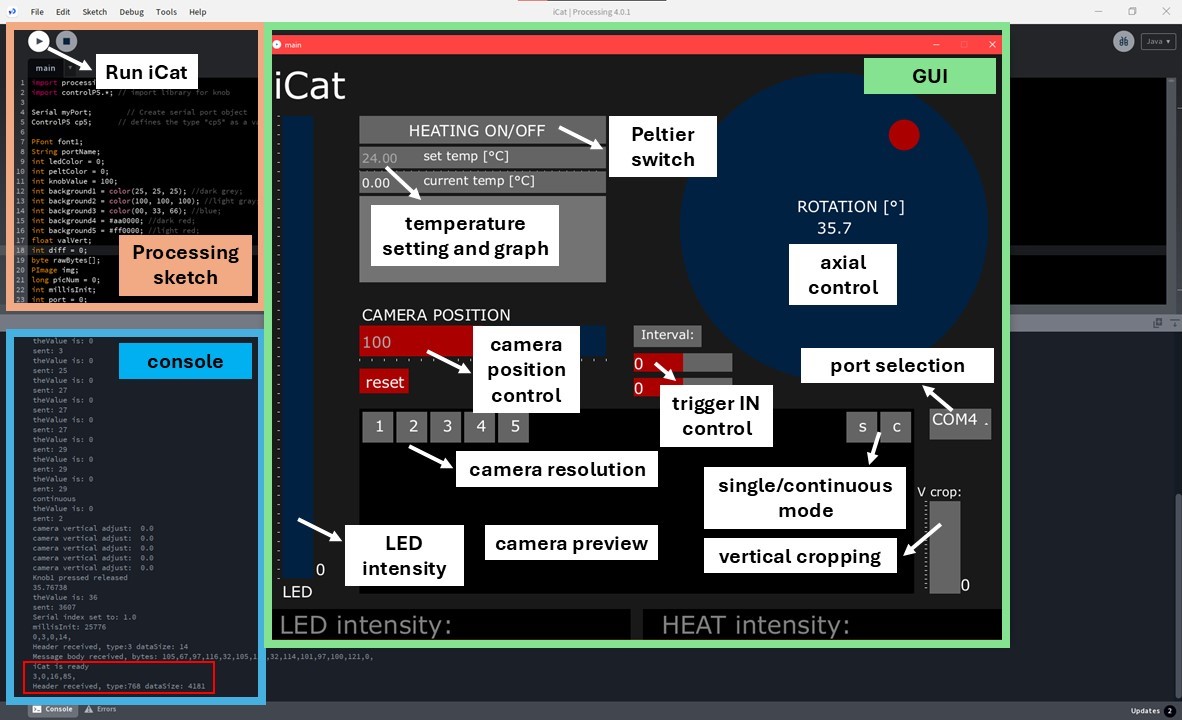 File Edit Sketch Debug Tools Help
iCat | Processing 4.0.1
Java
Run iCat
main
1 import processi
2 import controlP5.*; // import library for knob
3
4 Serial myPort; // Create serial port object
5 ControlP5 cp5; // defines the type "cp5" as a va
6
7 PFont font1;
8 String portName;
9 int ledColor = 0;
10 int peltColor = 0;
11 int knobValue = 100;
12 int background1 = color(25, 25, 25); //dark grey;
13 int background2 = color(100, 100, 100); //light gray
14 int background3 = color(00, 33, 66); //blue;
15 int background4 = #aa0000; //dark red;
16 int background5 = #ff0000; //light red;
17 float valVert;
18 int diff = 0;
19 byte rawBytes[];
20 PImage img;
21 long picNum = 0;
22 int millisInit;
23 int port = 0;
Processing
sketch
console
theValue is: 0
sent: 3
theValue is: 0
sent: 25
theValue is: 0
sent: 27
theValue is: 0
sent: 27
theValue is: 0
sent: 27
theValue is: 0
sent: 29
theValue is: 0
sent: 29
theValue is: 0
sent: 29
continuous
theValue is: 0
sent: 2
camera vertical adjust: 0.0
camera vertical adjust: 0.0
camera vertical adjust: 0.0
camera vertical adjust: 0.0
camera vertical adjust: 0.0
Knob1 pressed released
35.76738
theValue is: 36
sent: 3607
Serial index set to: 1.0
millisInit: 25776
0,3,0,14,
Header received, type:3 dataSize: 14
Message body received, bytes: 105,67,97,116,32,105,1 ,32,114,101,97,100,121,0,
iCat is ready
3,0,16,85,
Header received, type:768 dataSize: 4181
Console Errors
Updates 2
main
iCat
GUI
HEATING ON/OFF
24.00 set temp [°C]
0.00 current temp [°C]
Peltier
switch
temperature
setting and graph
ROTATION [°]
35.7
axial
control
CAMERA POSITION
100
reset
camera
position
control
Interval:
0
0
trigger IN
control
port selection
COM4 .
1 2 3 4 5
s c
camera resolution
single/continuous
mode
V crop:
0
vertical cropping
camera preview
LED
intensity
0
LED
LED intensity:
HEAT intensity: